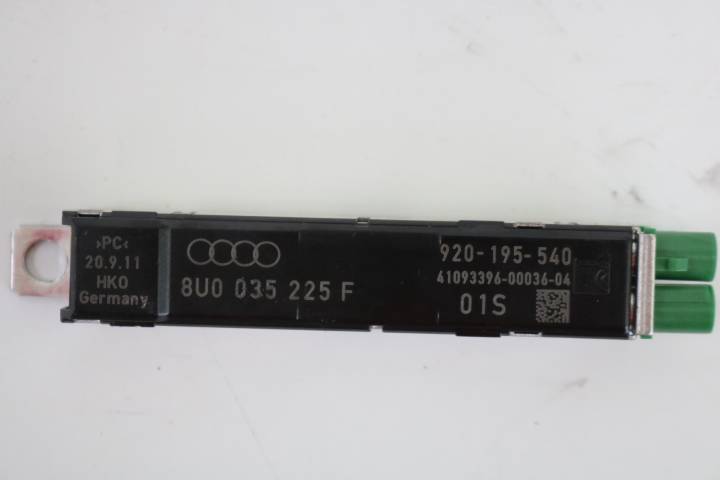 >PC<
20.9.11
HKO
Germany
8U0 035 225 F
920-195-540
41093396-00036-04
01S